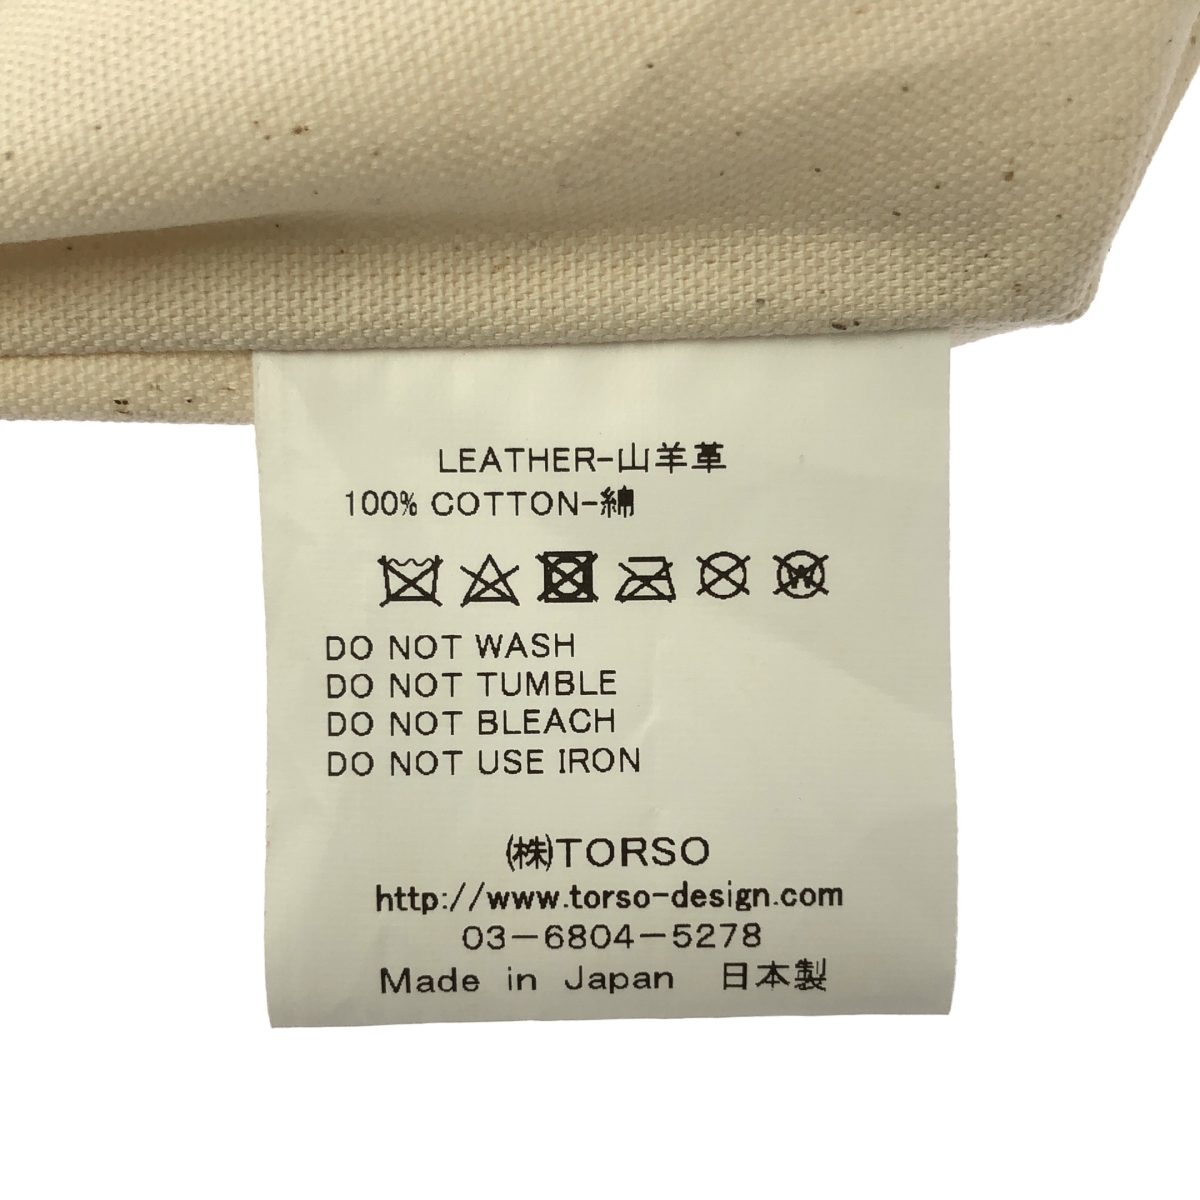 LEATHER-山羊革
100% COTTON-綿
DO NOT WASH
DO NOT TUMBLE
DO NOT BLEACH
DO NOT USE IRON
㈱TORSO
http://www.torso-design.com
03-6804-5278
Made in Japan 日本製